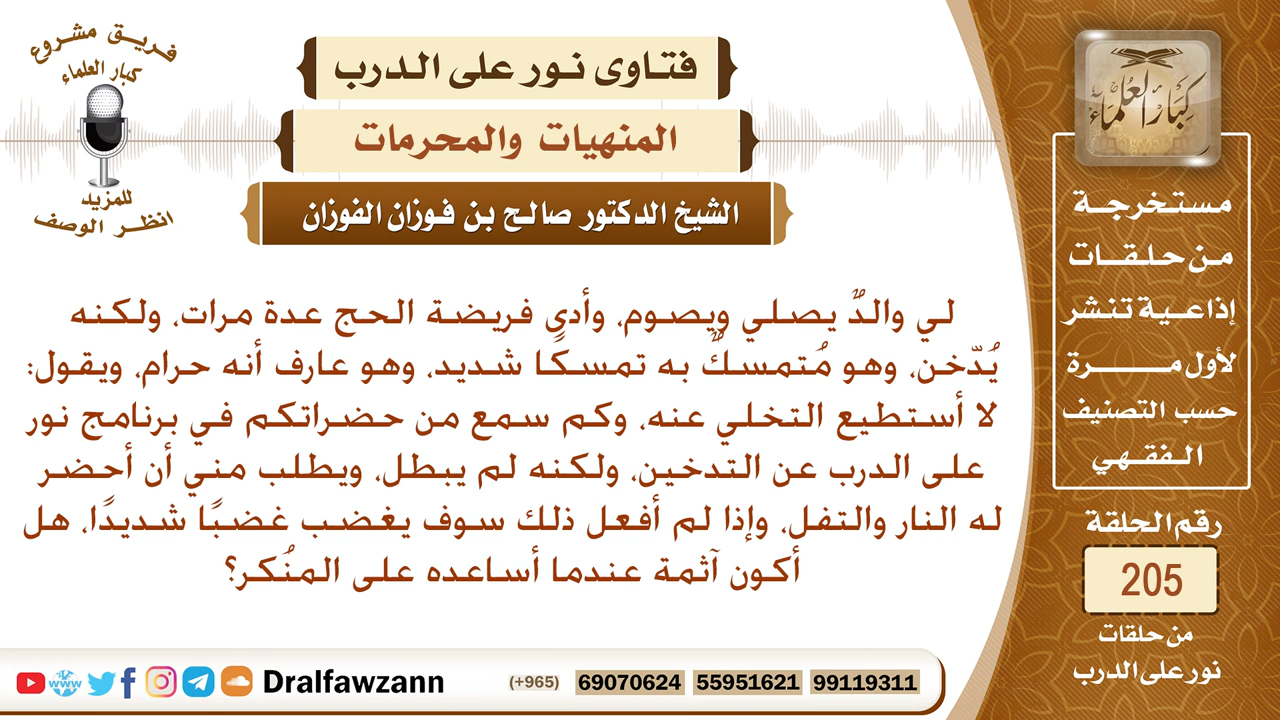 فريق مشروع
كبار العلماء
للمزيد
انظر الوصف
فتاوى نور على الدرب
المنهيات والمحرمات
الشيخ الدكتور صالح بن فوزان الفوزان
لي والدٌ يصلي ويصوم، وأدى فريضة الحج عدة مرات، ولكنه
يُدّخن، وهو مُتمسكٌ به تمسكًا شديد، وهو عارف أنه حرام، ويقول:
لا أستطيع التخلي عنه، وكم سمع من حضراتكم في برنامج نور
على الدرب عن التدخين، ولكنه لم يبطل، ويطلب مني أن أحضر
له النار والتفل، وإذا لم أفعل ذلك سوف يغضب غضبًا شديدًا، هل
أكون آثمة عندما أساعده على المنُكر؟
كبار العلماء
مستخرجة
من حلقات
إذاعية تنشر
لأول مرة
حسب التصنيف
الفقهي
رقم الحلقة
205
من حلقات
نور على الدرب
www
Dralfawzann (+965) 69070624 55951621 99119311